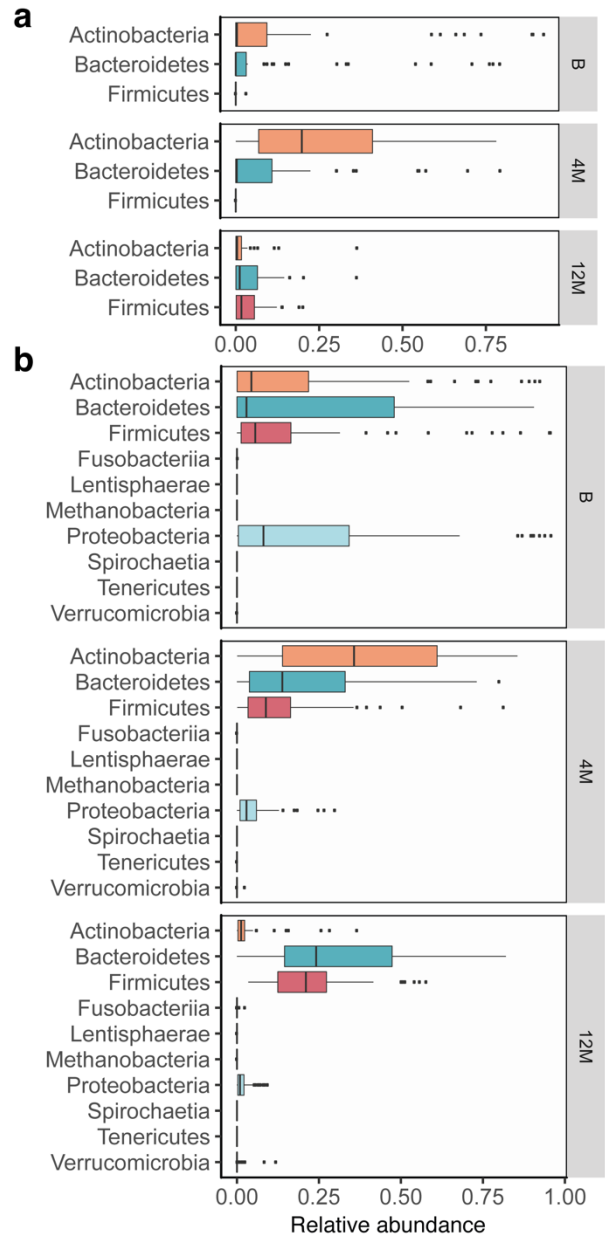 a
Actinobacteria
Bacteroidetes
Firmicutes
B
Actinobacteria
Bacteroidetes
Firmicutes
4M
Actinobacteria
Bacteroidetes
Firmicutes
12M
0.00 0.25 0.50 0.75
b
Actinobacteria
Bacteroidetes
Firmicutes
Fusobacteriia
Lentisphaerae
Methanobacteria
Proteobacteria
Spirochaetia
Tenericutes
Verrucomicrobia
B
Actinobacteria
Bacteroidetes
Firmicutes
Fusobacteriia
Lentisphaerae
Methanobacteria
Proteobacteria
Spirochaetia
Tenericutes
Verrucomicrobia
4M
Actinobacteria
Bacteroidetes
Firmicutes
Fusobacteriia
Lentisphaerae
Methanobacteria
Proteobacteria
Spirochaetia
Tenericutes
Verrucomicrobia
12M
0.00 0.25 0.50 0.75 1.00
Relative abundance